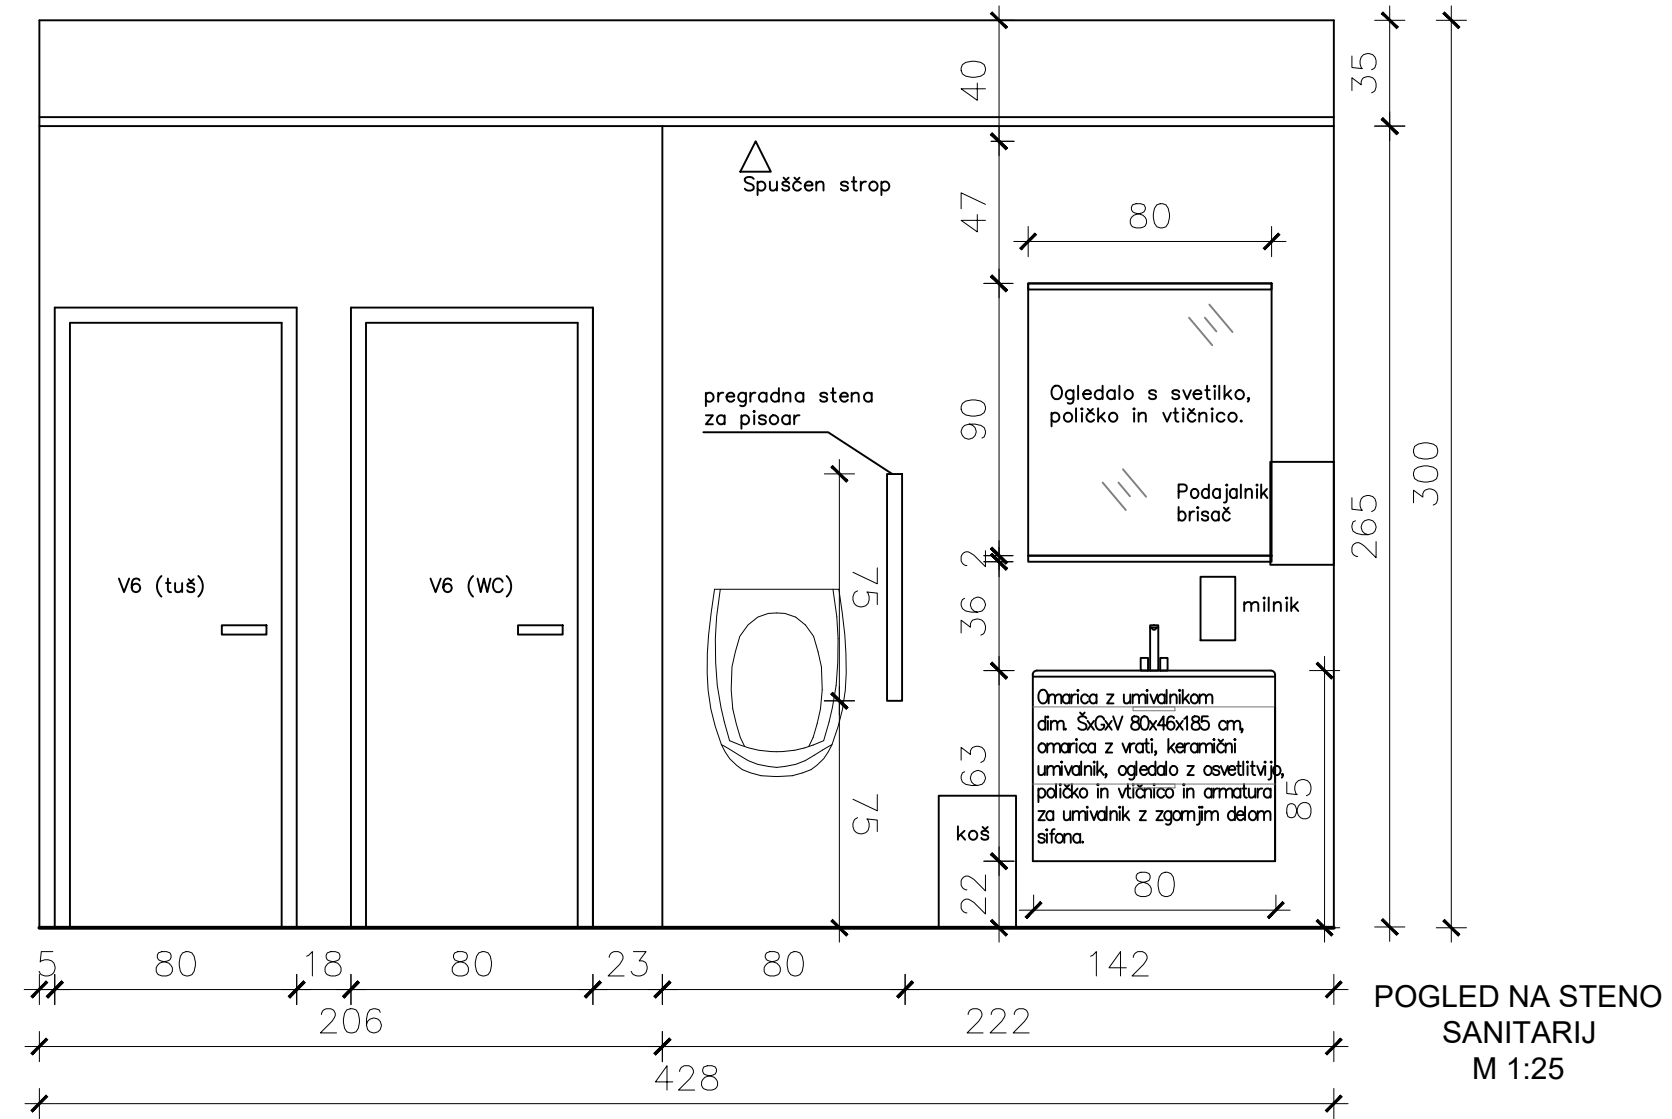 40
35
47
Spuščen strop
80
pregradna stena
za pisoar
90
Ogledalo s svetilko,
poličko in vtičnico.
Podajalnik
brisač
300
265
2
V6 (tuš)
V6 (WC)
75
36
milnik
Omarica z umivalnikom
dim. ŠxGxV 80x46x185 cm,
omarica z vrati, keramični
umivalnik, ogledalo z osvetlitvijo,
poličko in vtičnico in armatura
za umivalnik z zgornjim delom
sifona.
63
75
85
koš
22
80
5 80 18 80 23 80 142
206 222
428
POGLED NA STENO
SANITARIJ
M 1:25